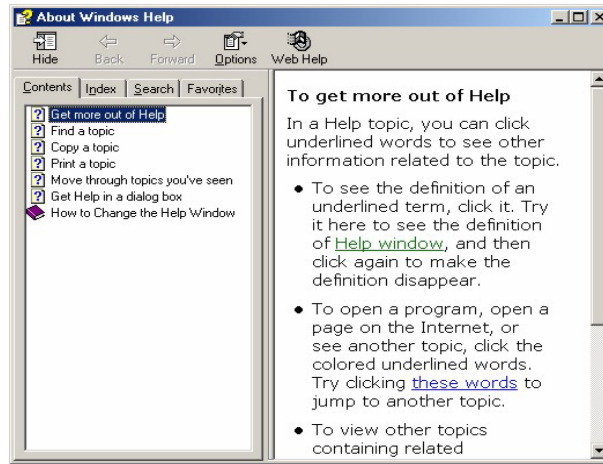 About Windows Help
Hide Back Forward Options Web Help
Contents Index Search Favorites
Get more out of Help
Find a topic
Copy a topic
Print a topic
Move through topics you've seen
Get Help in a dialog box
How to Change the Help Window
To get more out of Help
In a Help topic, you can click
underlined words to see other
information related to the topic.
• To see the definition of an
underlined term, click it. Try
it here to see the definition
of Help window, and then
click again to make the
definition disappear.
• To open a program, open a
page on the Internet, or
see another topic, click the
colored underlined words.
Try clicking these words to
jump to another topic.
• To view other topics
containing related